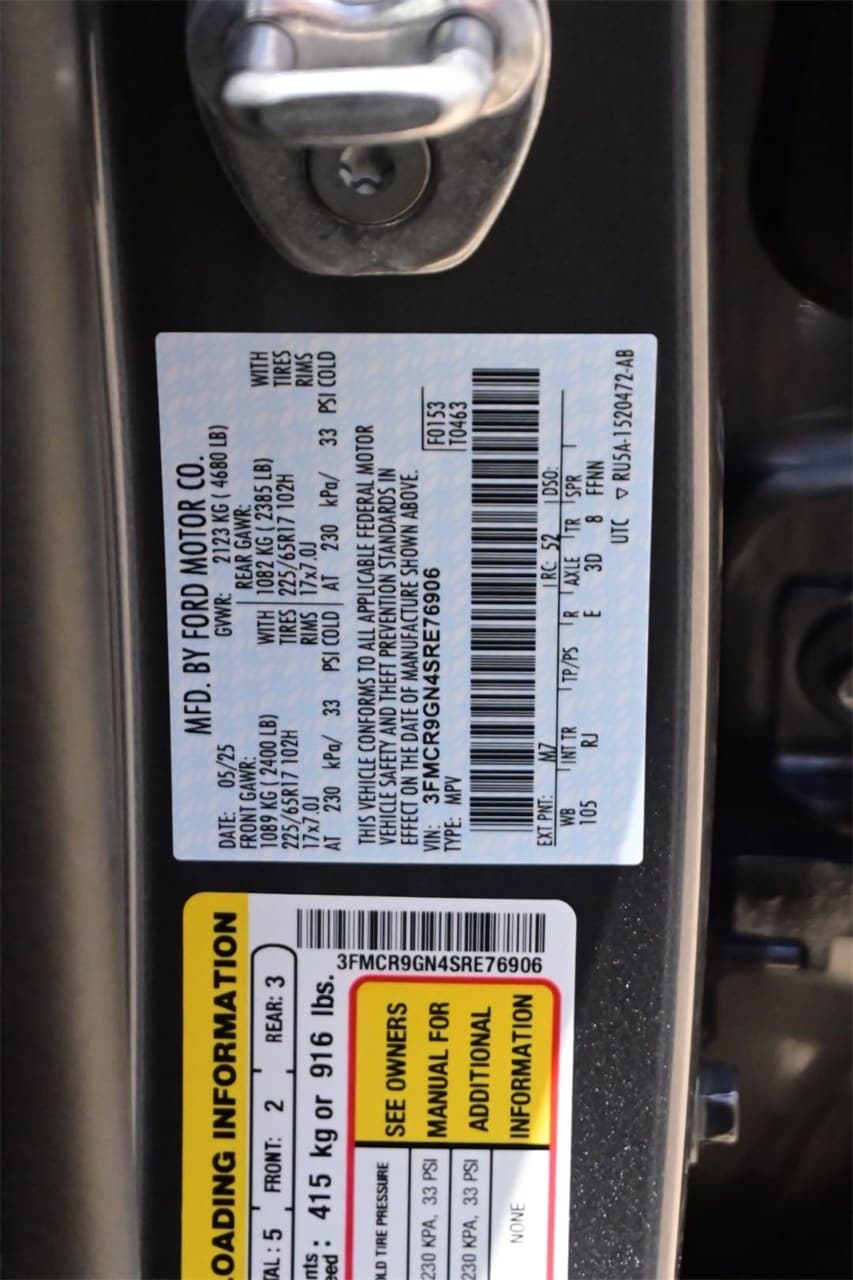 MFD. BY FORD MOTOR CO.
DATE: 05/25 GVWR: 2123 KG ( 4680 LB)
FRONT GAWR: REAR GAWR:
1089 KG ( 2400 LB) WITH 1082 KG ( 2385 LB) WITH
225/65R17 102H TIRES 225/65R17 102H TIRES
17x7.0J RIMS 17x7.0J RIMS
AT 230 kPa/ 33 PSI COLD AT 230 kPa/ 33 PSI COLD
THIS VEHICLE CONFORMS TO ALL APPLICABLE FEDERAL MOTOR
VEHICLE SAFETY AND THEFT PREVENTION STANDARDS IN
EFFECT ON THE DATE OF MANUFACTURE SHOWN ABOVE.
VIN: 3FMCR9GN4SRE76906 F0153
TYPE: MPV T0463
EXT PNT: M7 RC: 52 DSO:
WB INT TR TP/PS R AXLE TR SPR
105 RJ E 3D 8 FFNN
UTC ▽ RU5A-1520472-AB
LOADING INFORMATION
TAL : 5 FRONT: 2 REAR: 3
nts :
eed : 415 kg or 916 lbs.
3FMCR9GN4SRE76906
OLD TIRE PRESSURE
230 KPA, 33 PSI
230 KPA, 33 PSI
NONE
SEE OWNERS
MANUAL FOR
ADDITIONAL
INFORMATION